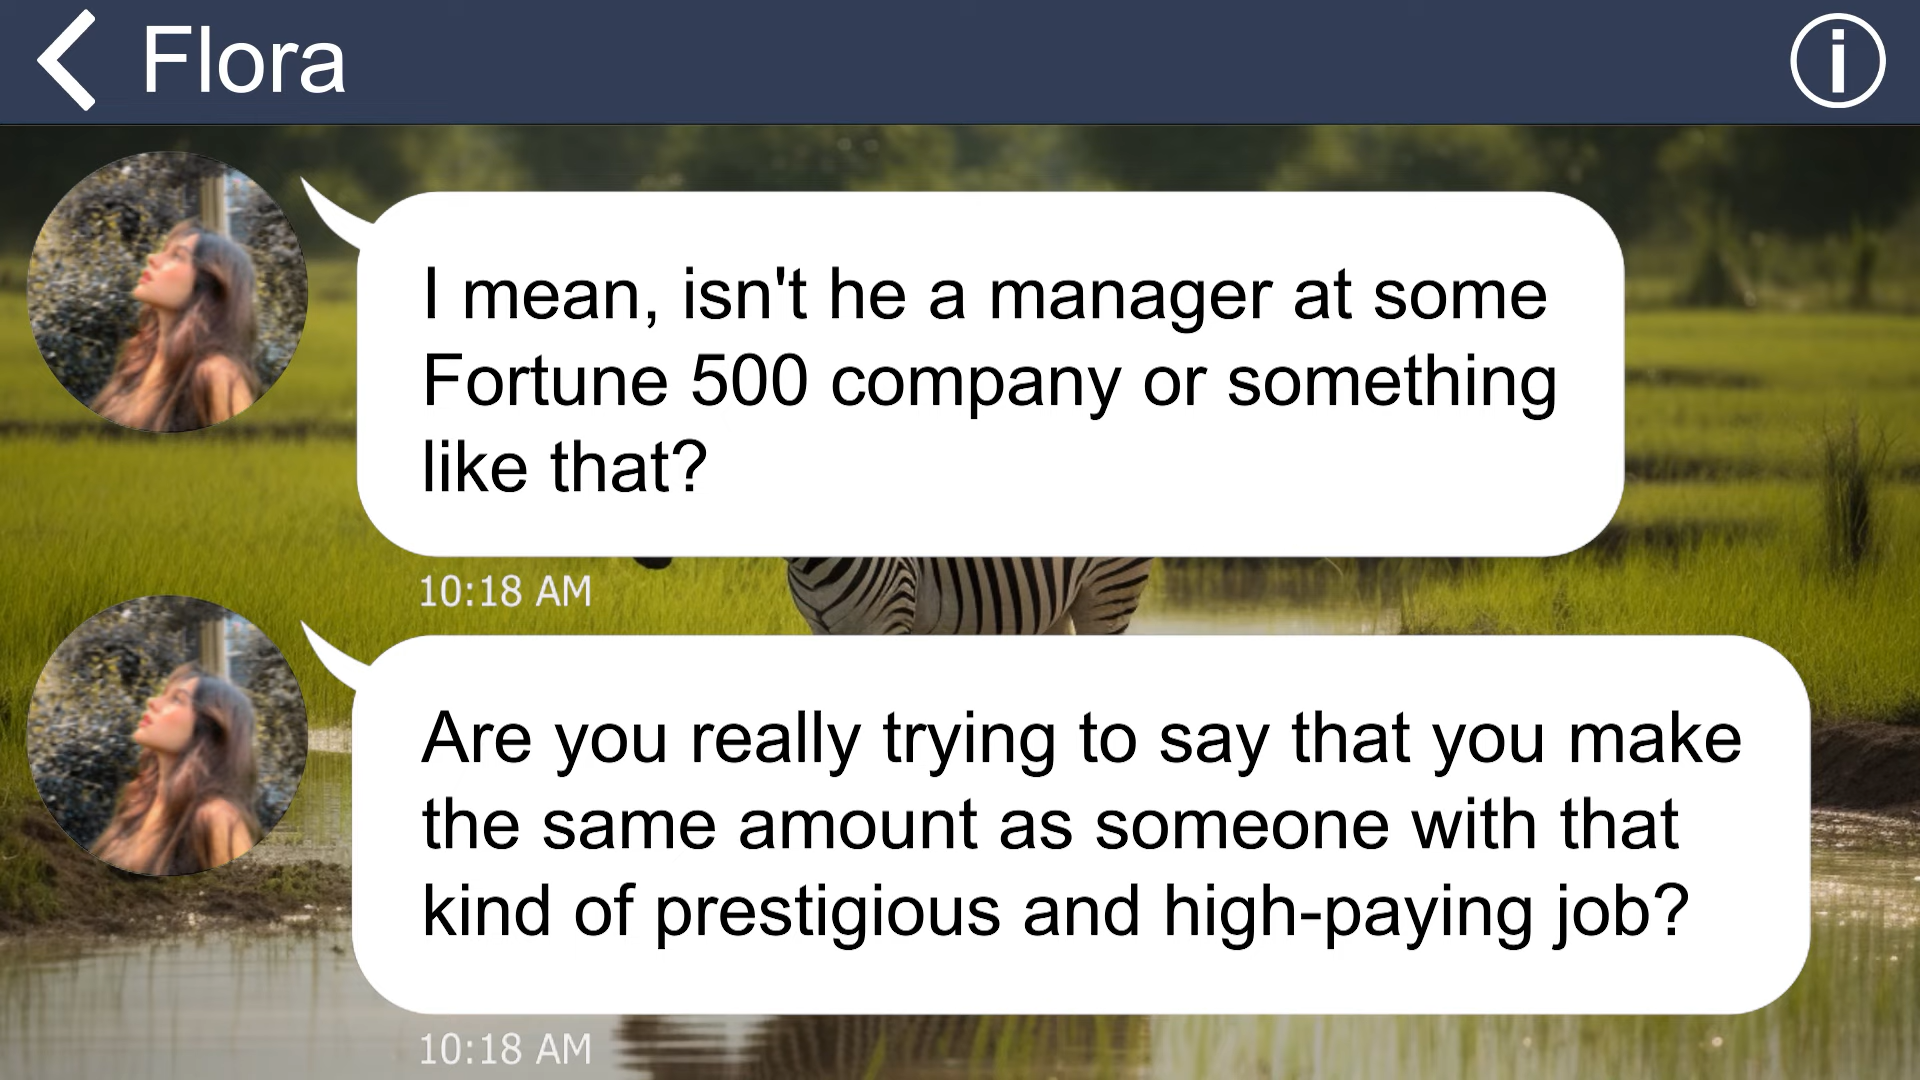 Flora
I mean, isn't he a manager at some
Fortune 500 company or something
like that?
10:18 AM
Are you really trying to say that you make
the same amount as someone with that
kind of prestigious and high-paying job?
10:18 AM